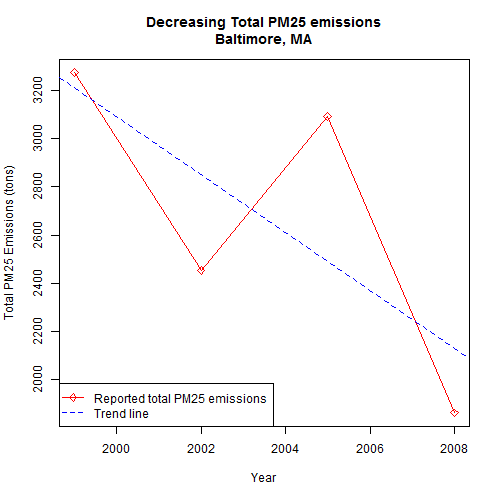 Decreasing Total PM25 emissions
Baltimore, MA
Total PM25 Emissions (tons)
3200
3000
2800
2600
2400
2200
2000
Reported total PM25 emissions
Trend line
2000 2002 2004 2006 2008
Year